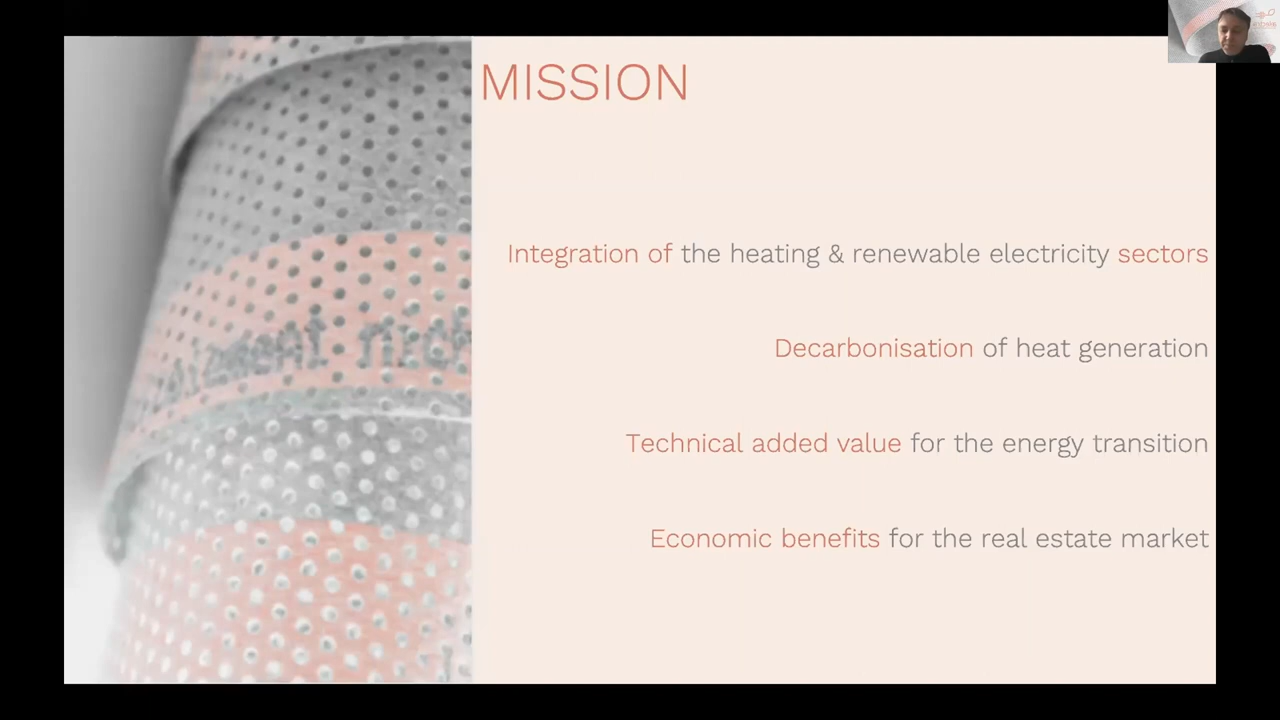 MISSION
Integration of the heating & renewable electricity sectors
Decarbonisation of heat generation
Technical added value for the energy transition
Economic benefits for the real estate market